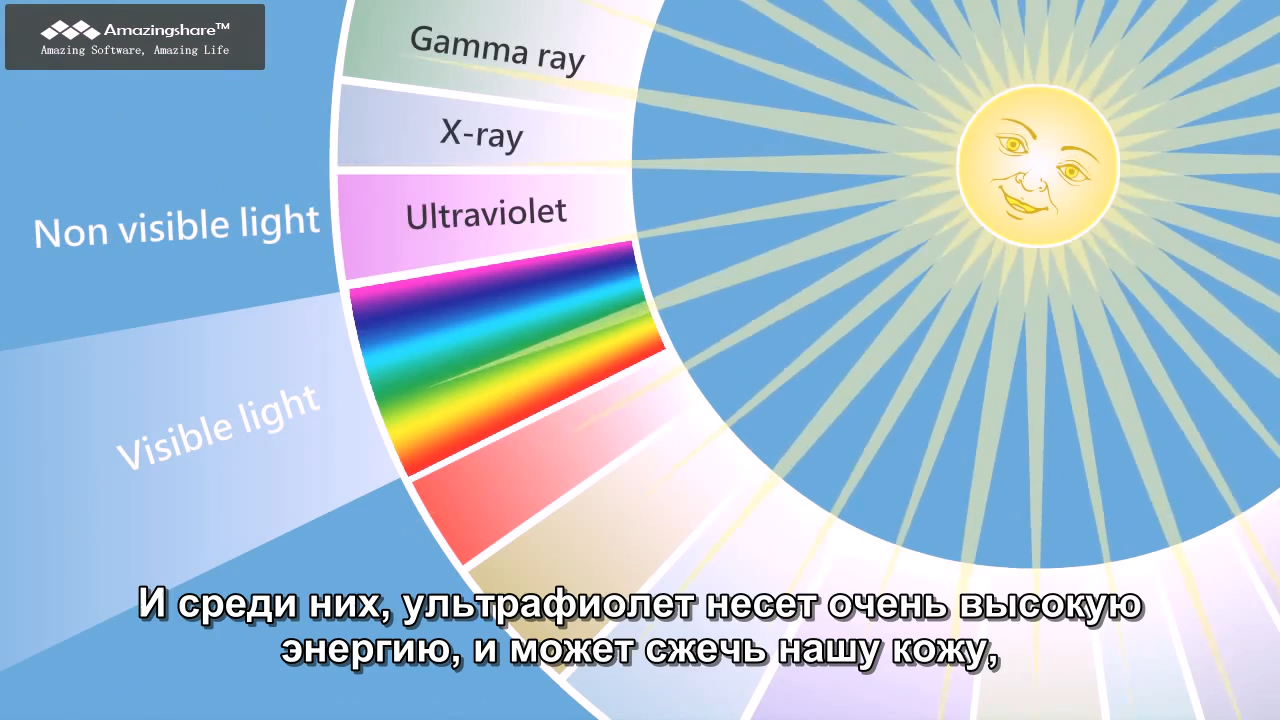 Amazingshare™
Amazing Software, Amazing Life
Gamma ray
X-ray
Ultraviolet
Non visible light
Visible light
И среди них, ультрафиолет несет очень высокую
энергию, и может сжечь нашу кожу,